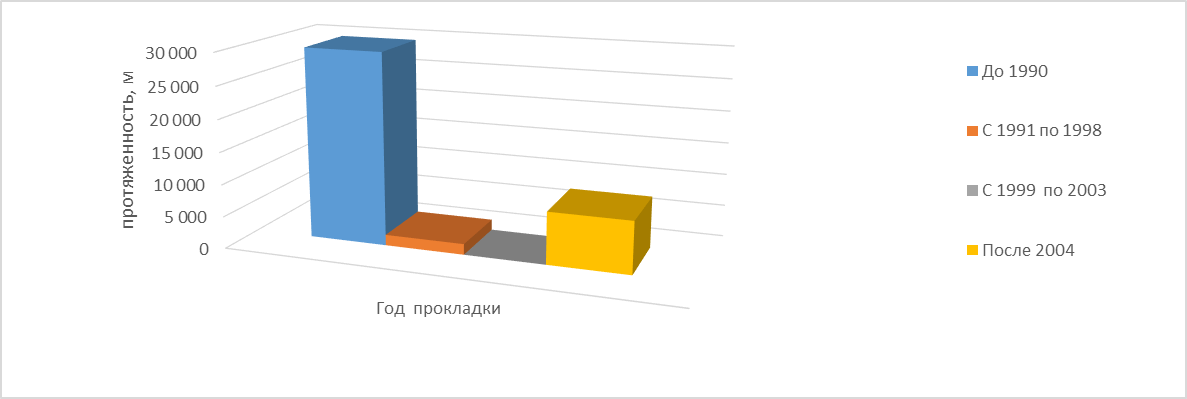 протяженность, м
30 000
25 000
20 000
15 000
10 000
5 000
0
Год прокладки
До 1990
С 1991 по 1998
С 1999 по 2003
После 2004